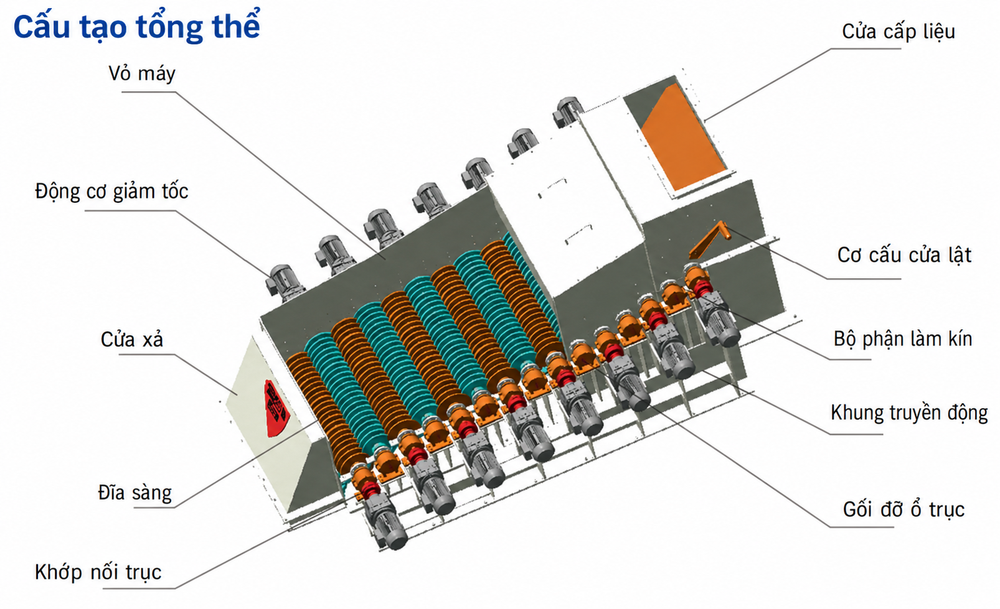 Cấu tạo tổng thể
Cửa cấp liệu
Vỏ máy
Động cơ giảm tốc
Cơ cấu cửa lật
Cửa xả
Bộ phận làm kín
Khung truyền động
Đĩa sàng
Gối đỡ ổ trục
Khớp nối trục